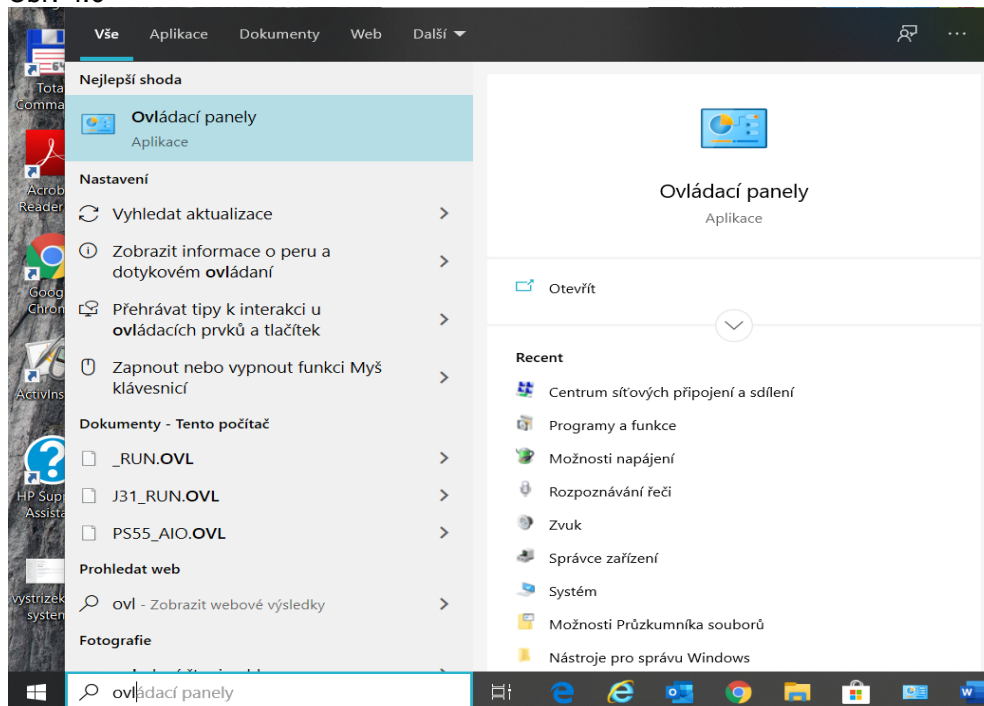 Vše Aplikace Dokumenty Web Další
Nejlepší shoda
Ovládací panely
Aplikace
Nastavení
Vyhledat aktualizace
Zobrazit informace o peru a
dotykovém ovládaní
Přehrávat tipy k interakci u
ovládacích prvků a tlačítek
Zapnout nebo vypnout funkci Myš
klávesnicí
Dokumenty - Tento počítač
_RUN.OVL
J31_RUN.OVL
PS55_AIO.OVL
Prohledat web
ovl - Zobrazit webové výsledky
Fotografie
ovládací panely
Ovládací panely
Aplikace
Otevřít
Recent
Centrum síťových připojení a sdílení
Programy a funkce
Možnosti napájení
Rozpoznávání řeči
Zvuk
Správce zařízení
Systém
Možnosti Průzkumníka souborů
Nástroje pro správu Windows
64
Tota
Comma
Acrob
Reader
Goog
Chron
ActivIns
HP Sup
Assista
vystrizek
system